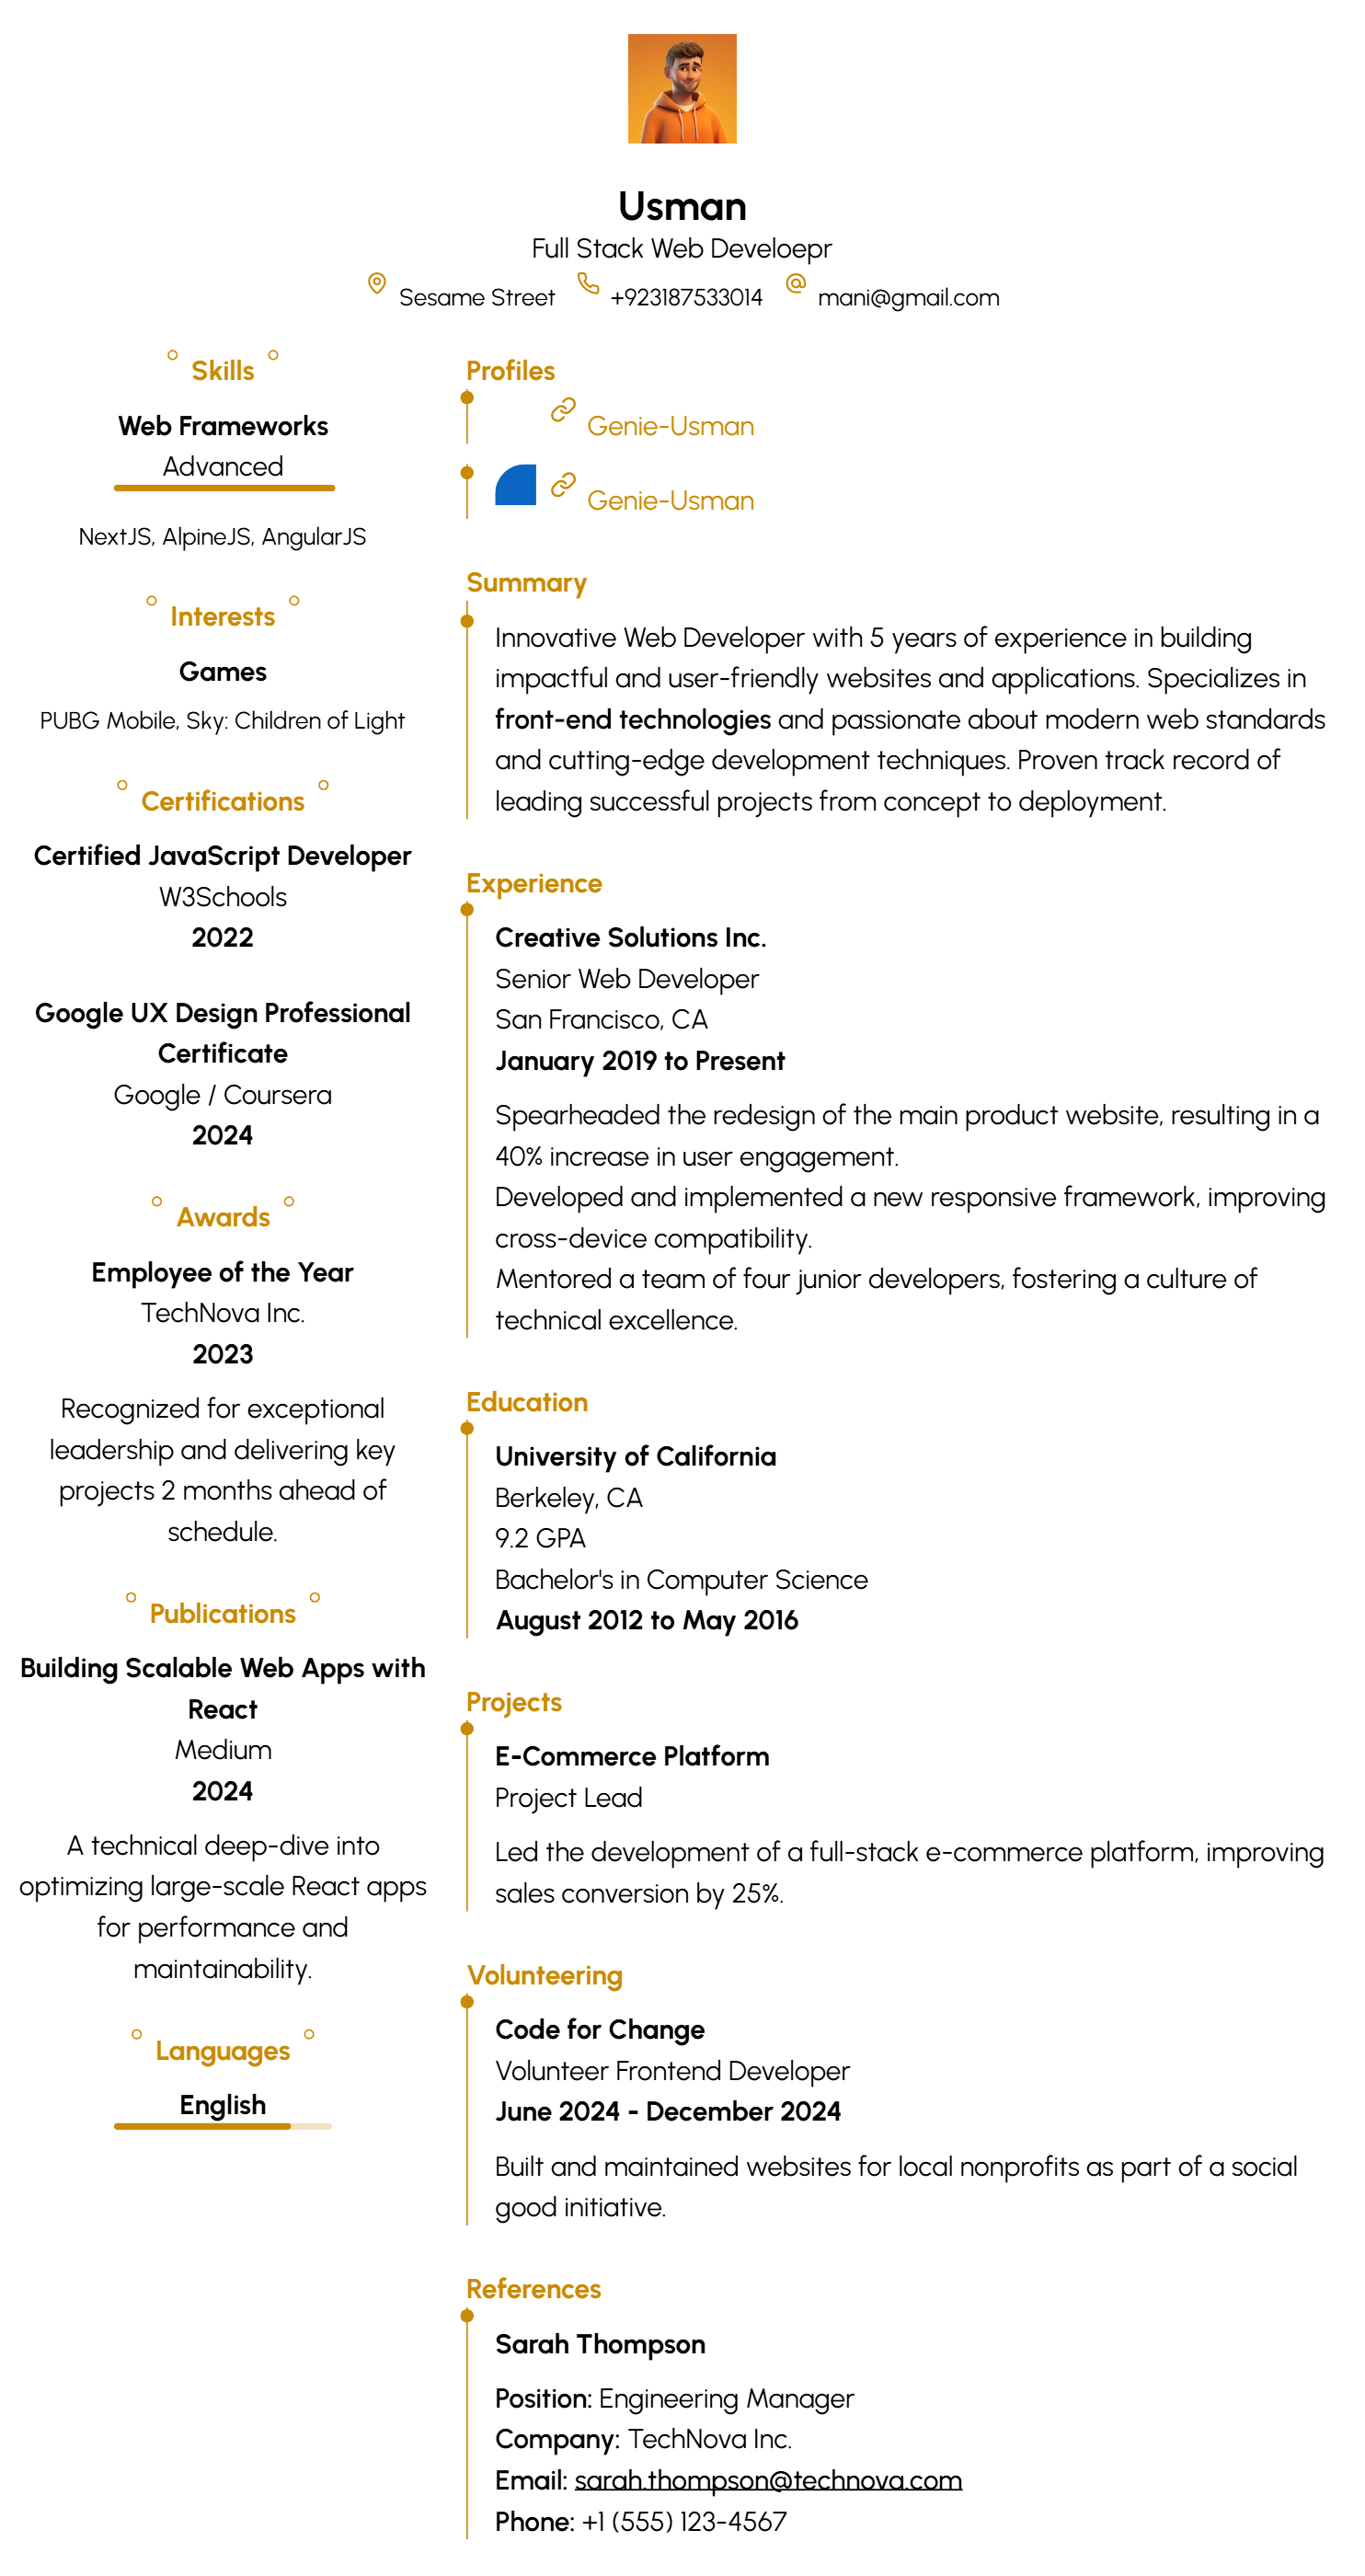 Usman
Full Stack Web Develoepr
Sesame Street +923187533014 mani@gmail.com
Skills
Web Frameworks
Advanced
NextJS, AlpineJS, AngularJS
Interests
Games
PUBG Mobile, Sky: Children of Light
Certifications
Certified JavaScript Developer
W3Schools
2022
Google UX Design Professional
Certificate
Google / Coursera
2024
Awards
Employee of the Year
TechNova Inc.
2023
Recognized for exceptional
leadership and delivering key
projects 2 months ahead of
schedule.
Publications
Building Scalable Web Apps with
React
Medium
2024
A technical deep-dive into
optimizing large-scale React apps
for performance and
maintainability.
Languages
English
Profiles
Genie-Usman
Genie-Usman
Summary
Innovative Web Developer with 5 years of experience in building
impactful and user-friendly websites and applications. Specializes in
front-end technologies and passionate about modern web standards
and cutting-edge development techniques. Proven track record of
leading successful projects from concept to deployment.
Experience
Creative Solutions Inc.
Senior Web Developer
San Francisco, CA
January 2019 to Present
Spearheaded the redesign of the main product website, resulting in a
40% increase in user engagement.
Developed and implemented a new responsive framework, improving
cross-device compatibility.
Mentored a team of four junior developers, fostering a culture of
technical excellence.
Education
University of California
Berkeley, CA
9.2 GPA
Bachelor's in Computer Science
August 2012 to May 2016
Projects
E-Commerce Platform
Project Lead
Led the development of a full-stack e-commerce platform, improving
sales conversion by 25%.
Volunteering
Code for Change
Volunteer Frontend Developer
June 2024 - December 2024
Built and maintained websites for local nonprofits as part of a social
good initiative.
References
Sarah Thompson
Position: Engineering Manager
Company: TechNova Inc.
Email: sarah.thompson@technova.com
Phone: +1 (555) 123-4567